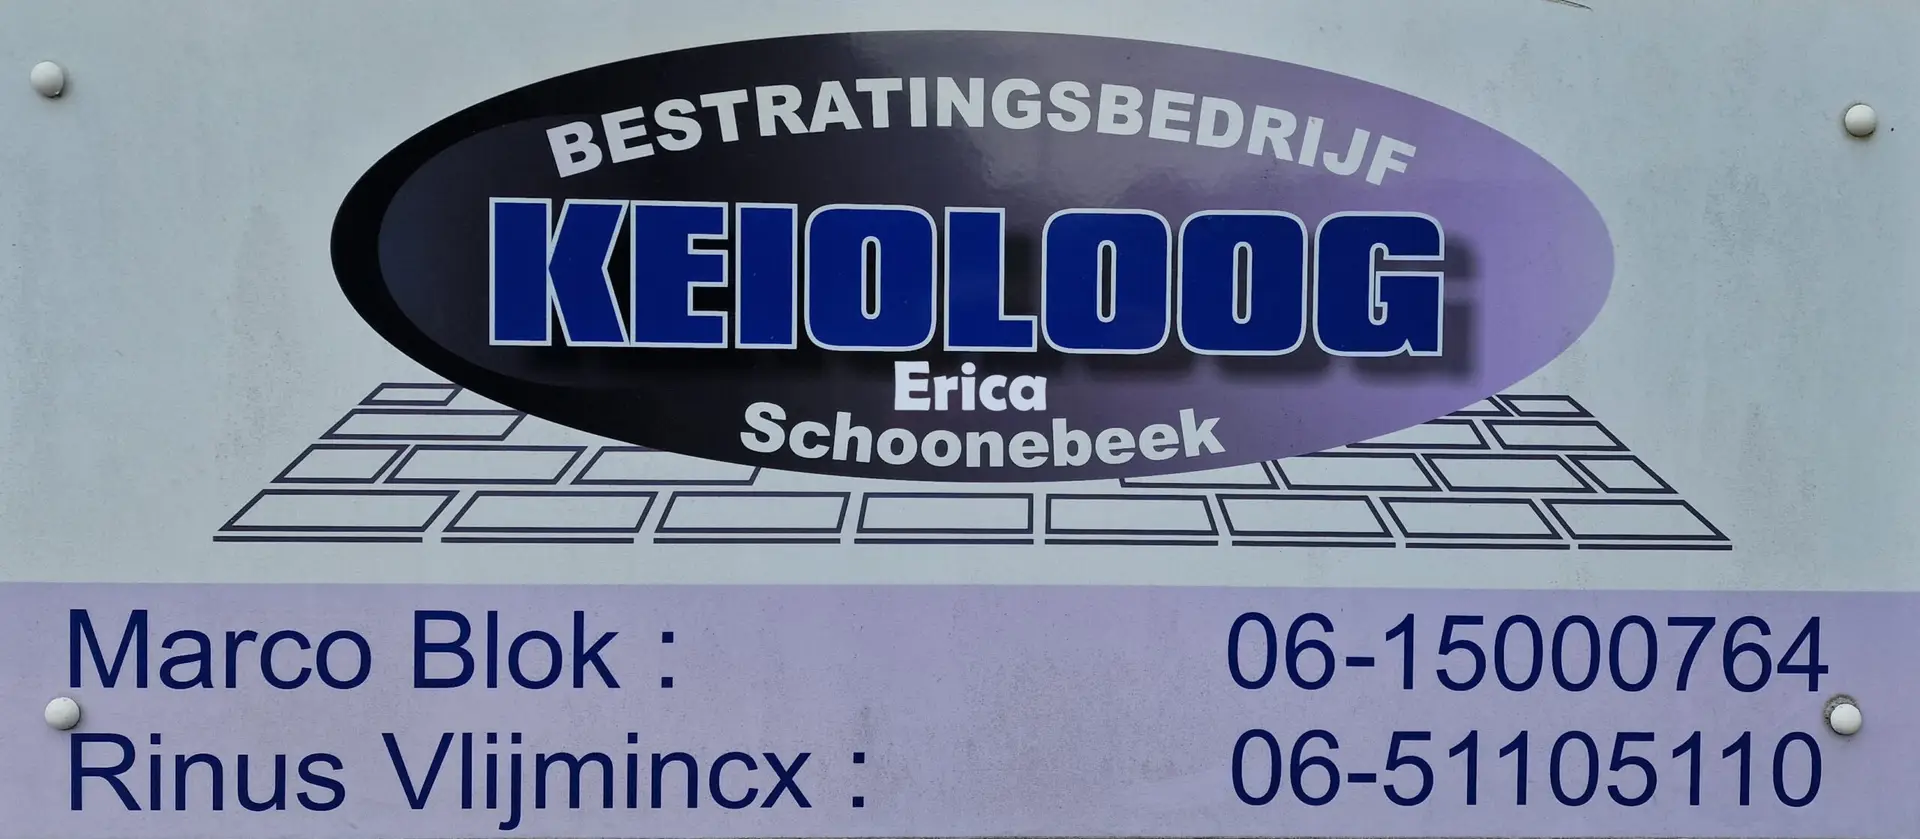 BESTRATINGSBEDRIJF
KEIOLOOG
Erica
Schoonebeek
Marco Blok : 06-15000764
Rinus Vlijmincx : 06-51105110